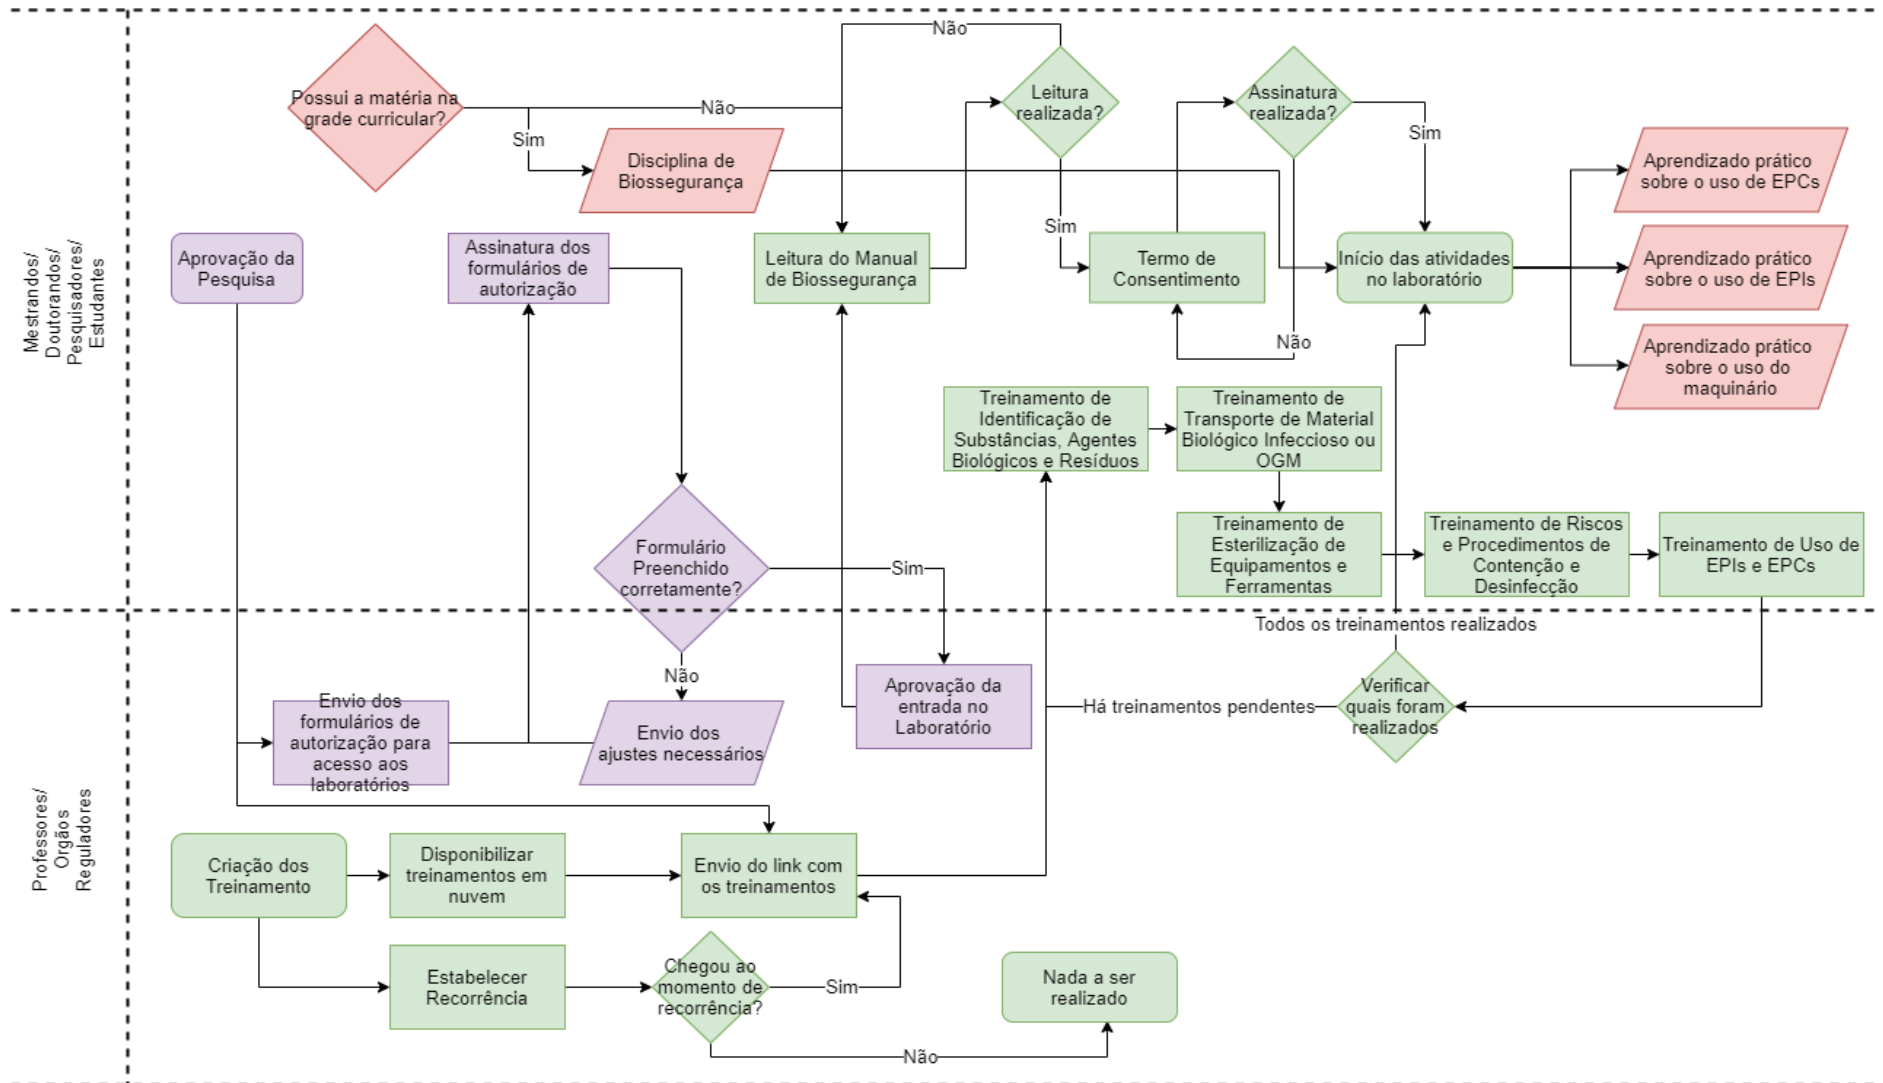 Mestrandos/
Doutorandos/
Pesquisadores/
Estudantes
Possui a matéria na
grade curricular?
Não
Sim
Disciplina de
Biossegurança
Não
Leitura
realizada?
Sim
Assinatura
realizada?
Sim
Não
Aprovação da
Pesquisa
Assinatura dos
formulários de
autorização
Leitura do Manual
de Biossegurança
Termo de
Consentimento
Início das atividades
no laboratório
Aprendizado prático
sobre o uso de EPCs
Aprendizado prático
sobre o uso de EPIs
Aprendizado prático
sobre o uso do
maquinário
Treinamento de
Identificação de
Substâncias, Agentes
Biológicos e Resíduos
Treinamento de
Transporte de Material
Biológico Infeccioso ou
OGM
Treinamento de
Esterilização de
Equipamentos e
Ferramentas
Treinamento de Riscos
e Procedimentos de
Contenção e
Desinfecção
Treinamento de Uso de
EPIs e EPCs
Formulário
Preenchido
corretamente?
Sim
Não
Professores/
Orgãos
Reguladores
Todos os treinamentos realizados
Verificar
quais foram
realizados
Há treinamentos pendentes
Aprovação da
entrada no
Laboratório
Envio dos
formulários de
autorização para
acesso aos
laboratórios
Envio dos
ajustes necessários
Criação dos
Treinamento
Disponibilizar
treinamentos em
nuvem
Envio do link com
os treinamentos
Estabelecer
Recorrência
Chegou ao
momento de
recorrência?
Sim
Não
Nada a ser
realizado